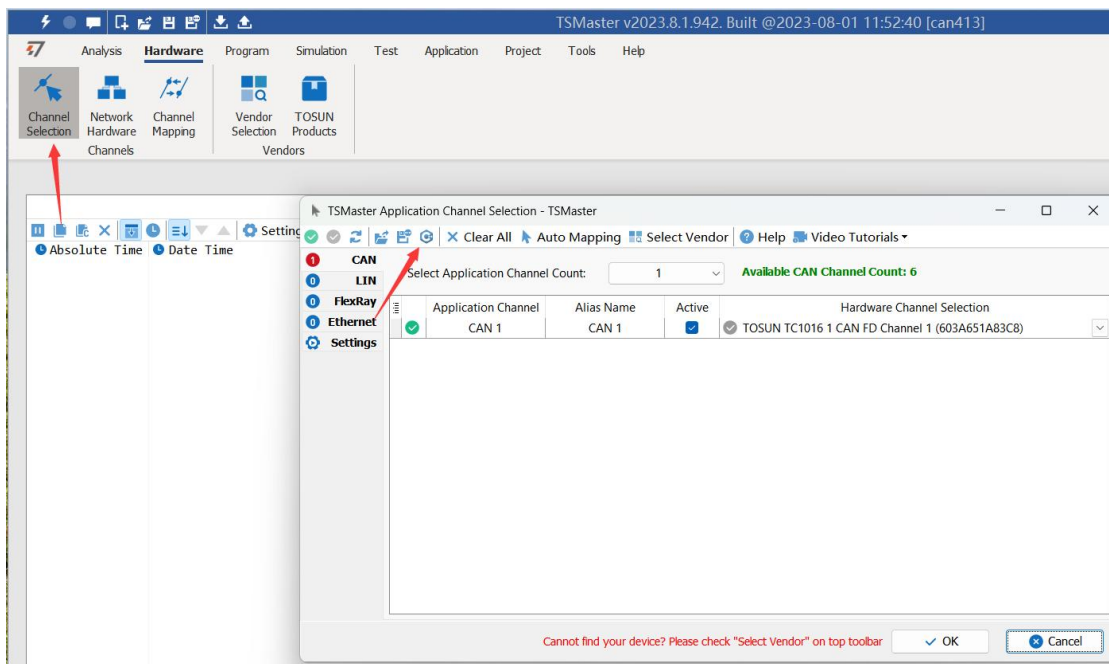 TSMaster v2023.8.1.942. Built @2023-08-01 11:52:40 [can413]
Analysis Hardware Program Simulation Test Application Project Tools Help
Channel Selection Network Hardware Channel Mapping Vendor Selection TOSUN Products
Channels Vendors
TSMaster Application Channel Selection - TSMaster
Setting
Clear All Auto Mapping Select Vendor Help Video Tutorials
Absolute Time Date Time
1 CAN
0 LIN
0 FlexRay
0 Ethernet
Settings
Select Application Channel Count: 1 Available CAN Channel Count: 6
Application Channel Alias Name Active Hardware Channel Selection
CAN 1 CAN 1 TOSUN TC1016 1 CAN FD Channel 1 (603A651A83C8)
Cannot find your device? Please check "Select Vendor" on top toolbar OK Cancel